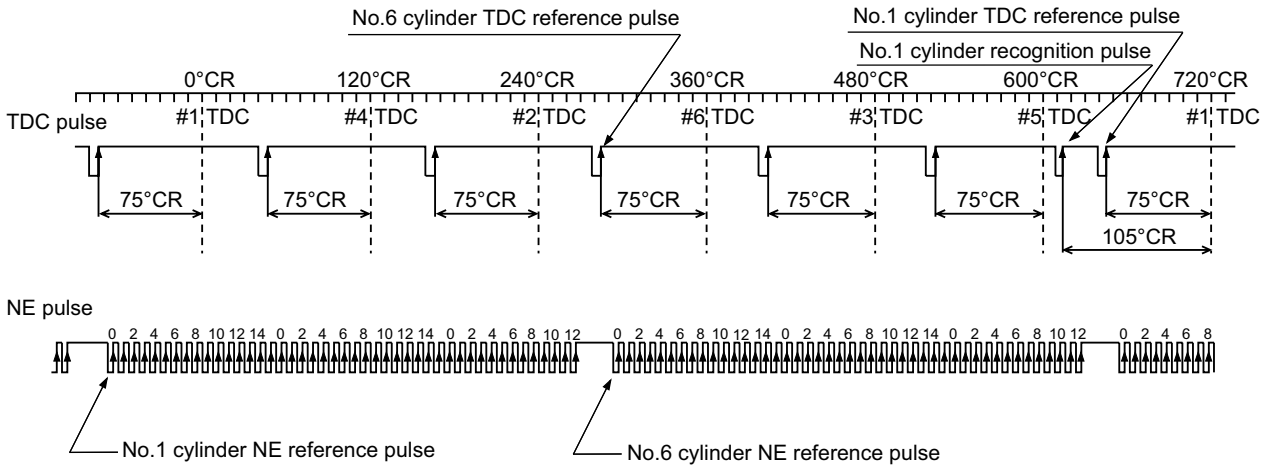 No.6 cylinder TDC reference pulse
No.1 cylinder TDC reference pulse
No.1 cylinder recognition pulse
0°CR 120°CR 240°CR 360°CR 480°CR 600°CR 720°CR
TDC pulse
#1 TDC #4 TDC #2 TDC #6 TDC #3 TDC #5 TDC #1 TDC
75°CR 75°CR 75°CR 75°CR 75°CR 75°CR 75°CR
105°CR
NE pulse
0 2 4 6 8 10 12 14 0 2 4 6 8 10 12 14 0 2 4 6 8 10 12 0 2 4 6 8 10 12 14 0 2 4 6 8 10 12 14 0 2 4 6 8 10 12 0 2 4 6 8
No.1 cylinder NE reference pulse
No.6 cylinder NE reference pulse